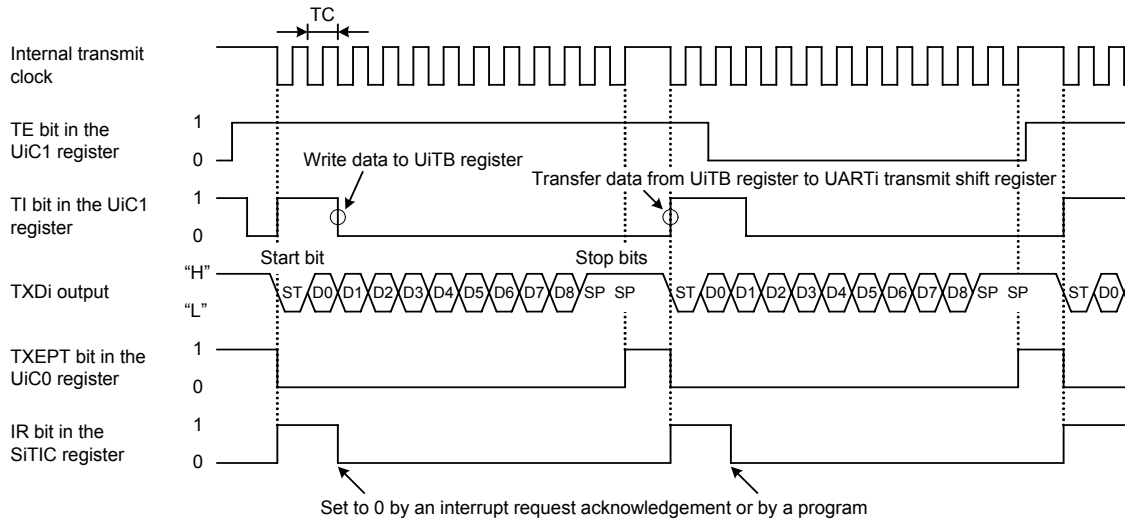 TC
Internal transmit
clock
TE bit in the
UiC1 register
1
0
Write data to UiTB register
Transfer data from UiTB register to UARTi transmit shift register
TI bit in the UiC1
register
1
0
Start bit
Stop bits
TXDi output
“H”
“L”
ST D0 D1 D2 D3 D4 D5 D6 D7 D8 SP SP ST D0 D1 D2 D3 D4 D5 D6 D7 D8 SP SP ST D0
TXEPT bit in the
UiC0 register
1
0
IR bit in the
SiTIC register
1
0
Set to 0 by an interrupt request acknowledgement or by a program